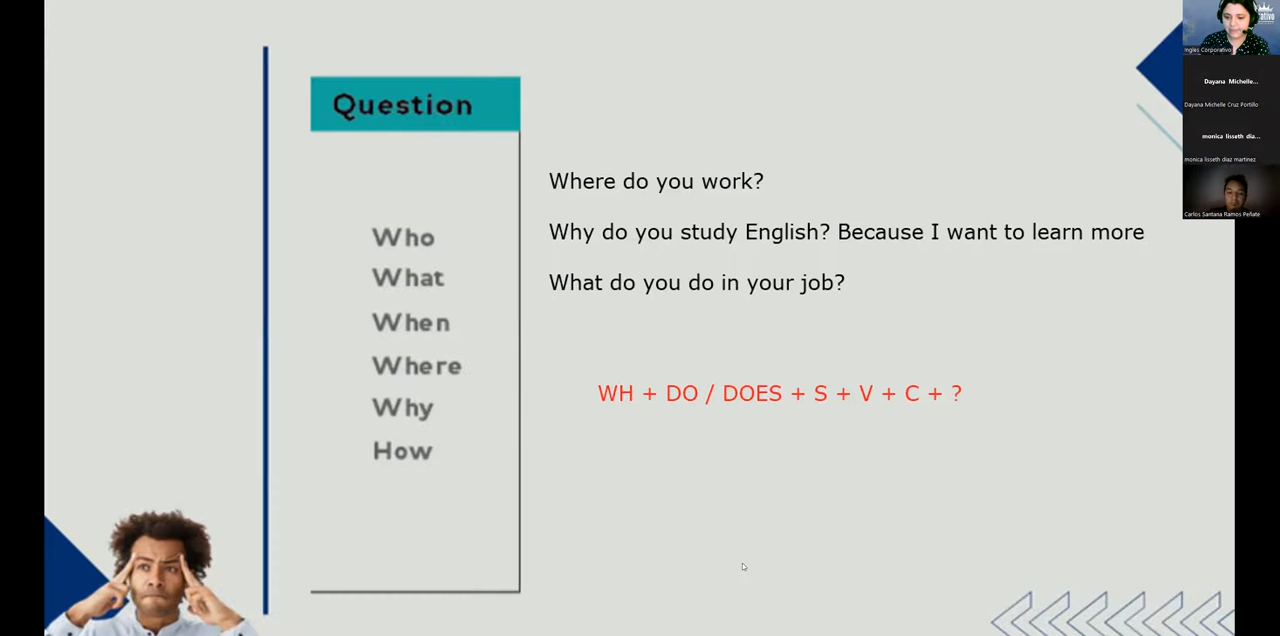 Question
Who
What
When
Where
Why
How
Where do you work?
Why do you study English? Because I want to learn more
What do you do in your job?
WH + DO / DOES + S + V + C + ?
Ingles Corporativo
Dayana Michelle...
Dayana Michelle Cruz Portillo
monica lisseth dia...
monica lisseth diaz martinez
Carlos Santana Ramos Peñate